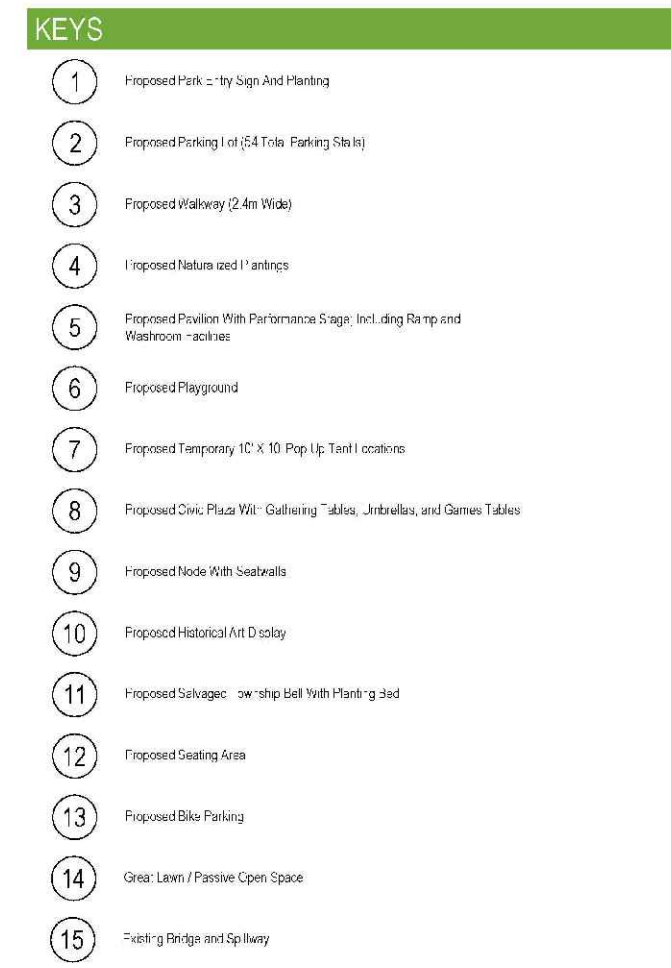 KEYS
1 Proposed Park Entry Sign And Planting
2 Proposed Parking Lot (54 Total Parking Stalls)
3 Proposed Walkway (2.4m Wide)
4 Proposed Naturalized Plantings
5 Proposed Pavilion With Performance Stage; Including Ramp and
Washroom Facilities
6 Proposed Playground
7 Proposed Temporary 10' X 10' Pop Up Tent Locations
8 Proposed Civic Plaza With Gathering Tables, Umbrellas, and Games Tables
9 Proposed Node With Seatwalls
10 Proposed Historical Art Display
11 Proposed Salvaged Township Bell With Planting Bed
12 Proposed Seating Area
13 Proposed Bike Parking
14 Great Lawn / Passive Open Space
15 Existing Bridge and Spillway